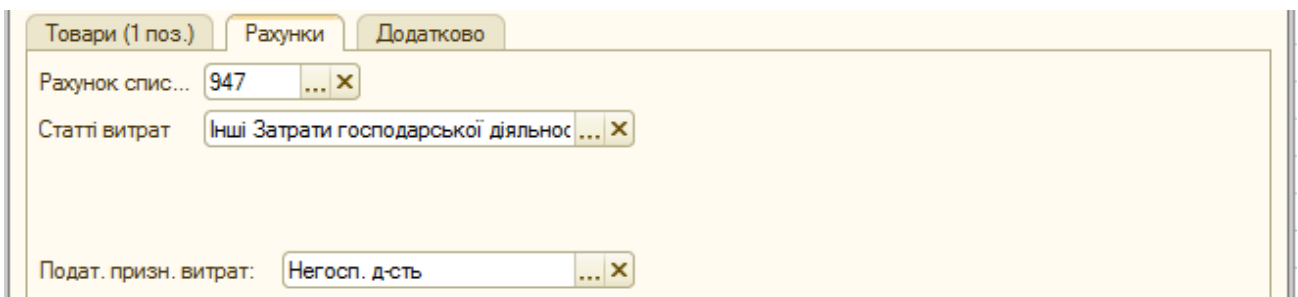 Товари (1 поз.) Рахунки Додатково
Рахунок спис... 947 ... ×
Статті витрат Інші Затрати господарської діяльнос ... ×
Подат. призн. витрат: Негосп. д-сть ... ×